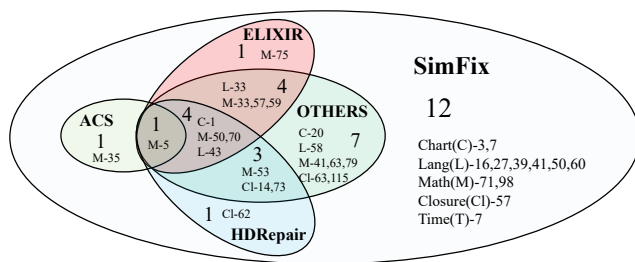 ELIXIR
1 M-75
SimFix
12
Chart(C)-3,7
Lang(L)-16,27,39,41,50,60
Math(M)-71,98
Closure(Cl)-57
Time(T)-7
L-33
M-33,57,59
4
OTHERS
7
C-20
L-58
M-41,63,79
Cl-63,115
ACS
1
M-35
1
M-5
4
C-1
M-50,70
L-43
3
M-53
Cl-14,73
1 Cl-62
HDRepair